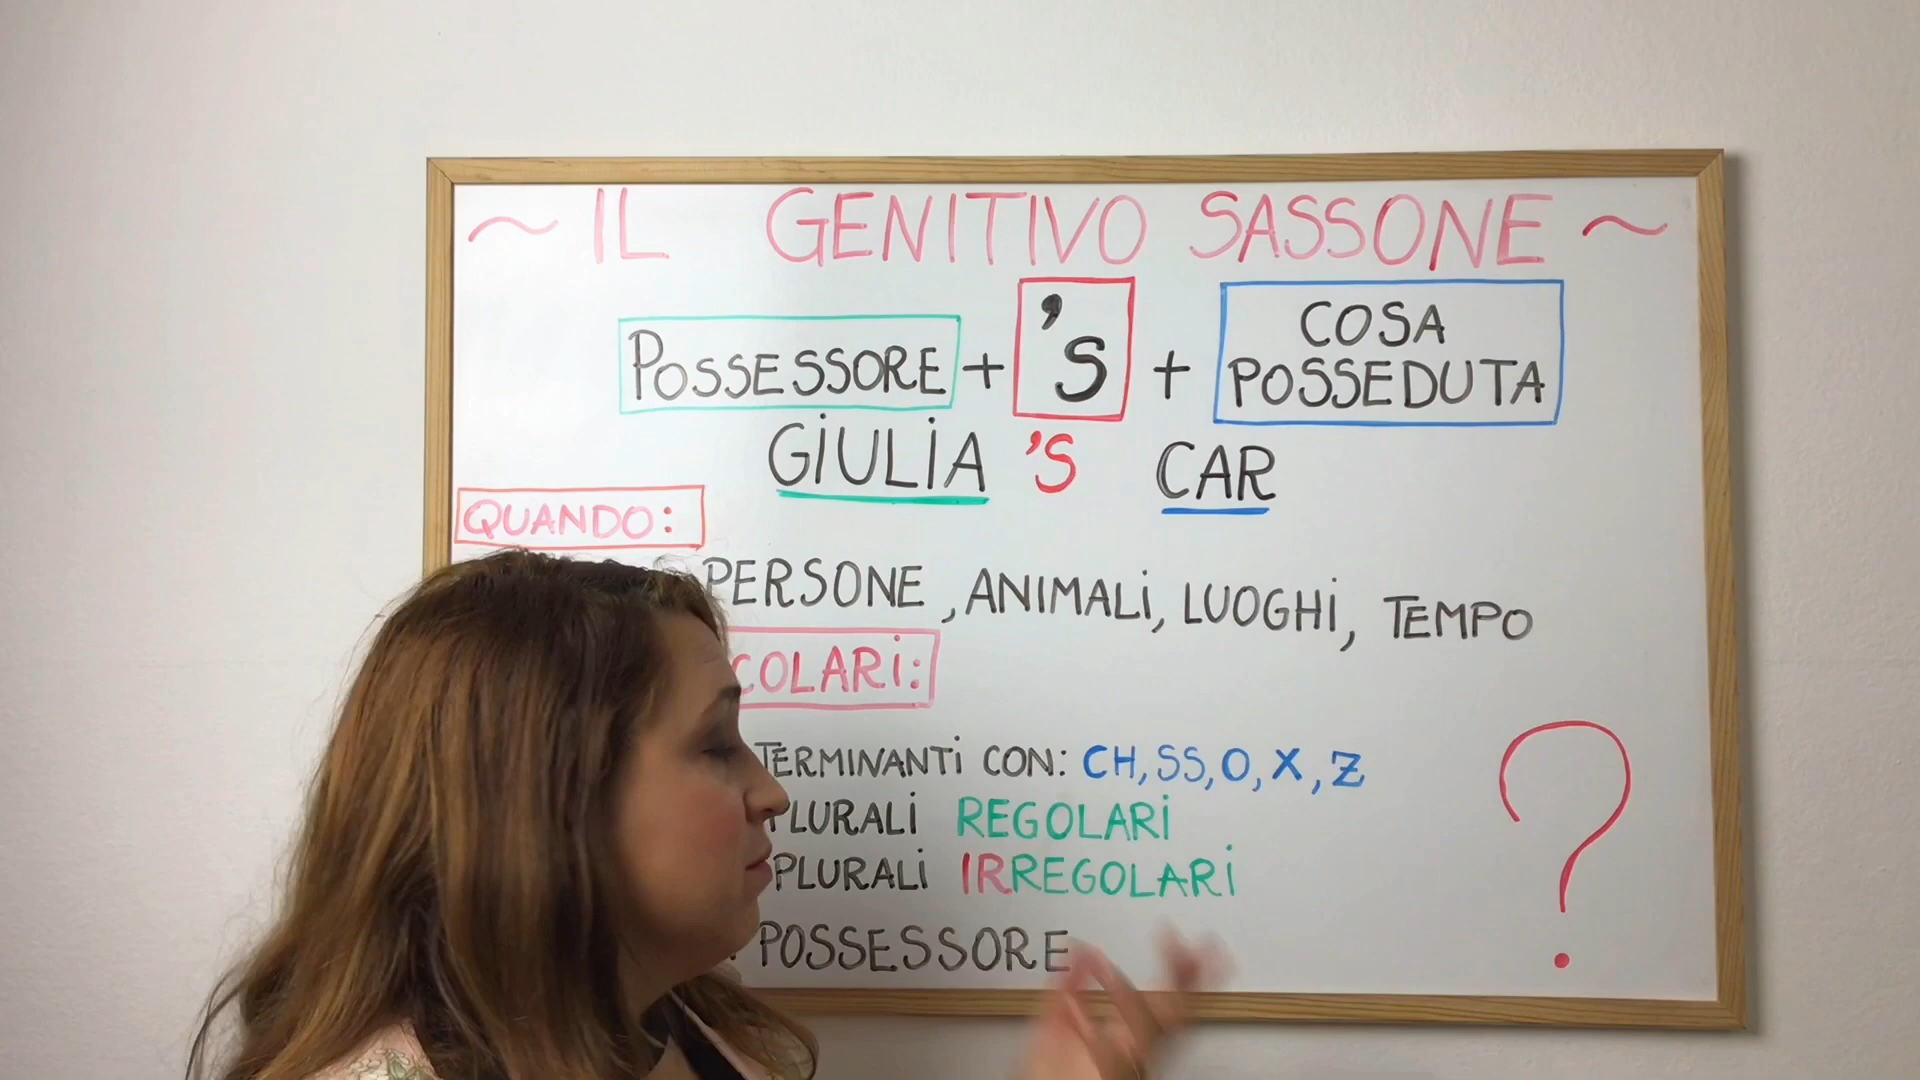 ~ IL GENITIVO SASSONE ~
POSSESSORE + 'S + COSA POSSEDUTA
GIULIA 'S CAR
QUANDO:
PERSONE, ANIMALI, LUOGHI, TEMPO
COLARI:
TERMINANTI CON: CH, SS, O, X, Z
PLURALI REGOLARI
PLURALI IRREGOLARI
POSSESSORE
?